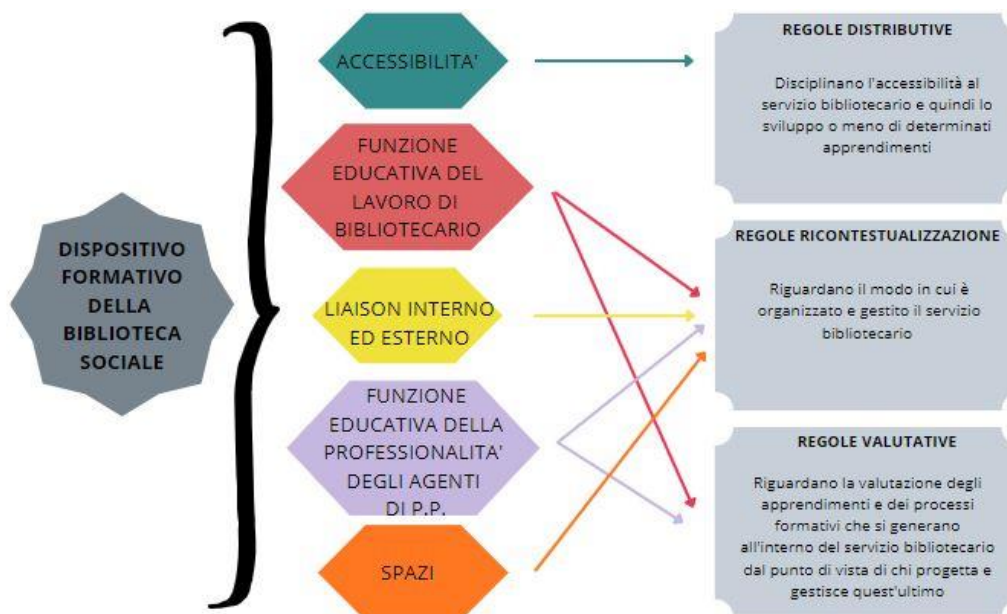 DISPOSITIVO
FORMATIVO
DELLA
BIBLIOTECA
SOCIALE
ACCESSIBILITA'
FUNZIONE
EDUCATIVA DEL
LAVORO DI
BIBLIOTECARIO
LIAISON INTERNO
ED ESTERNO
FUNZIONE
EDUCATIVA DELLA
PROFESSIONALITA'
DEGLI AGENTI
DI P.P.
SPAZI
REGOLE DISTRIBUTIVE
Disciplinano l'accessibilità al
servizio bibliotecario e quindi lo
sviluppo o meno di determinati
apprendimenti
REGOLE RICONTESTUALIZZAZIONE
Riguardano il modo in cui è
organizzato e gestito il servizio
bibliotecario
REGOLE VALUTATIVE
Riguardano la valutazione degli
apprendimenti e dei processi
formativi che si generano
all'interno del servizio bibliotecario
dal punto di vista di chi progetta e
gestisce quest'ultimo